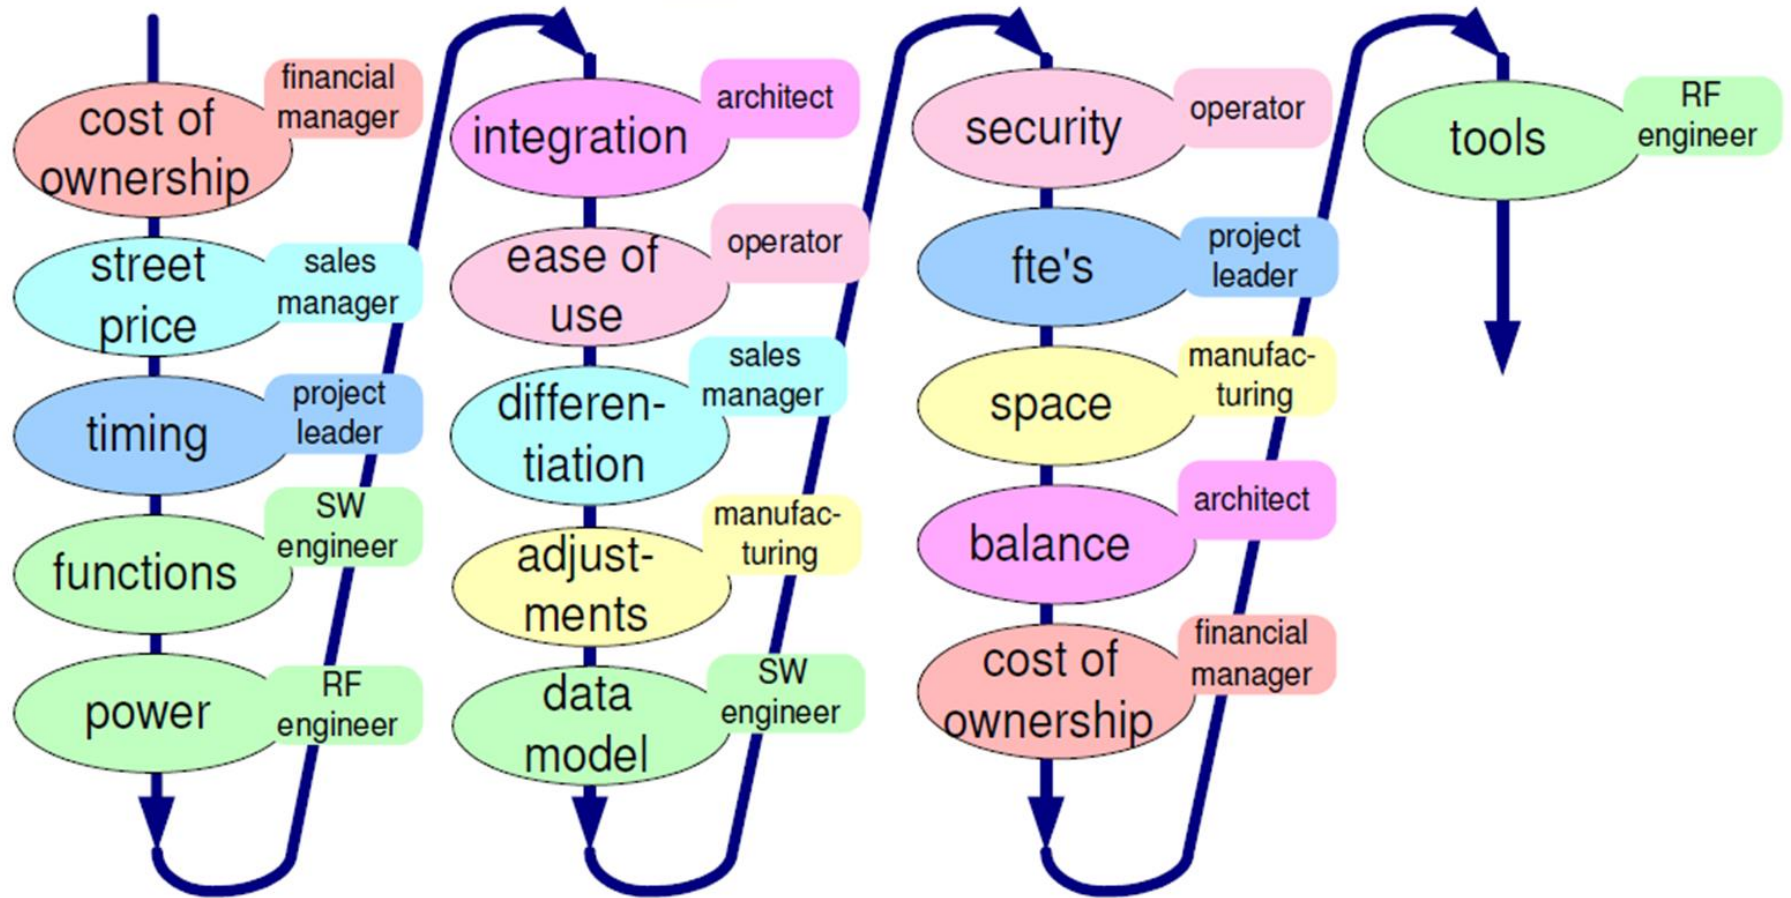 cost of
ownership
financial
manager
street
price
sales
manager
timing
project
leader
functions
SW
engineer
power
RF
engineer
integration
architect
ease of
use
operator
differen-
tiation
sales
manager
adjust-
ments
manufac-
turing
data
model
SW
engineer
security
operator
fte's
project
leader
space
manufac-
turing
balance
architect
cost of
ownership
financial
manager
tools
RF
engineer